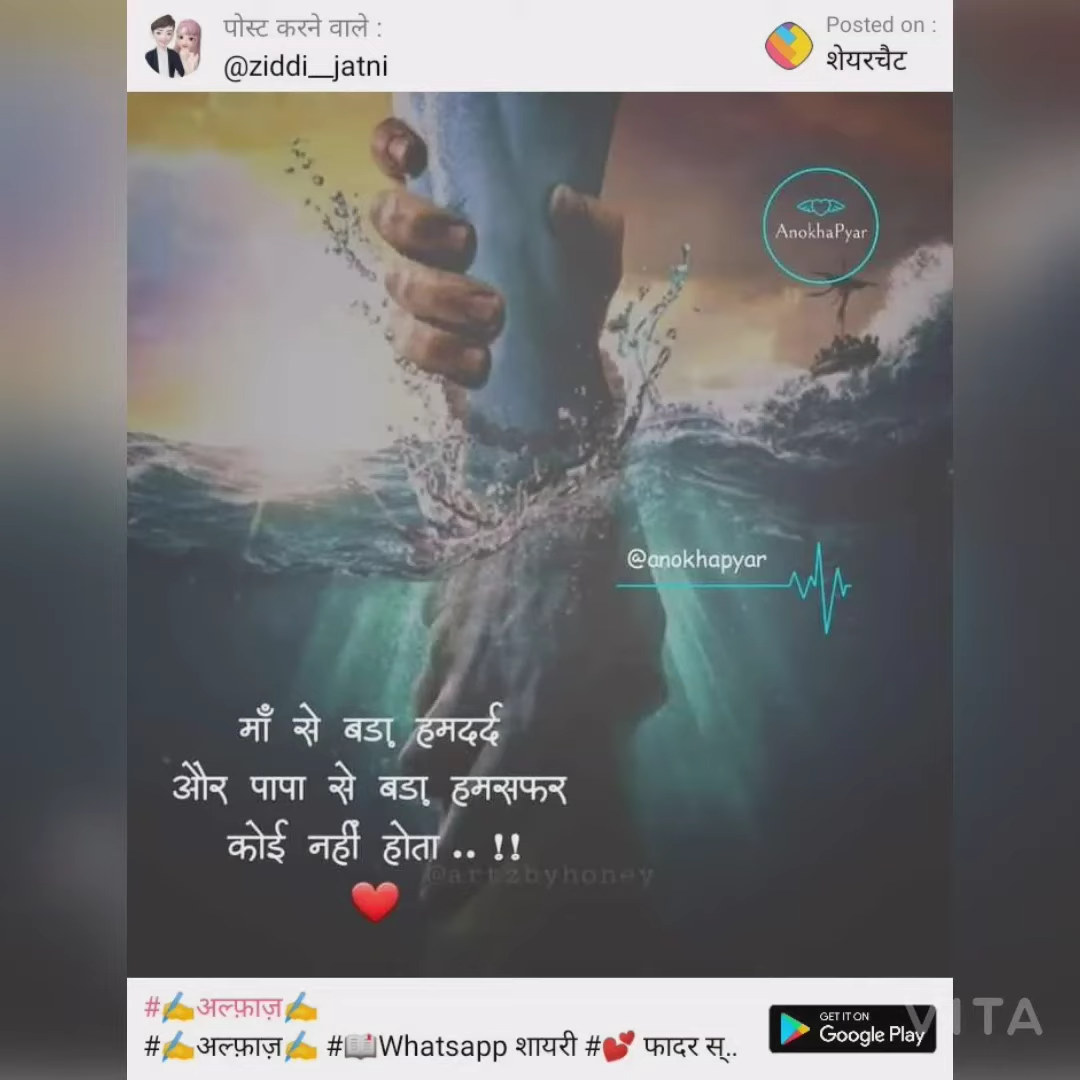 पोस्ट करने वाले :
@ziddi__jatni
Posted on :
शेयरचैट
AnokhaPyar
@anokhapyar
माँ से बडा़ हमदर्द
और पापा से बडा़ हमसफर
कोई नहीं होता .. !!
@artzbyhoney
❤️
#✍️अल्फ़ाज़✍️
#✍️अल्फ़ाज़✍️ #📖Whatsapp शायरी #💕 फादर स्..
GET IT ON
Google Play
VITA